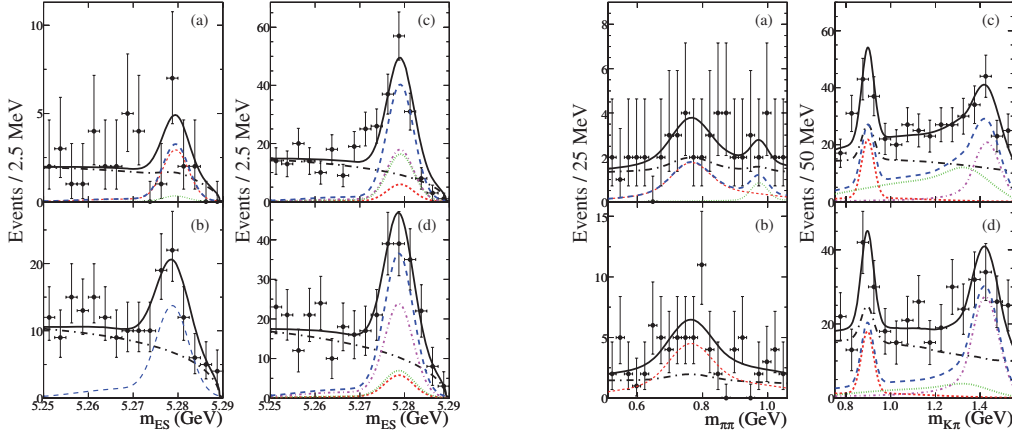 (a)
10
5
0
Events / 2.5 MeV
(b)
20
10
0
5.25 5.26 5.27 5.28 5.29
m_ES (GeV)
(c)
60
40
20
0
Events / 2.5 MeV
(d)
40
30
20
10
0
5.25 5.26 5.27 5.28 5.29
m_ES (GeV)
(a)
8
6
4
2
0
Events / 25 MeV
(b)
15
10
5
0
0.6 0.8 1.0
m_ππ (GeV)
(c)
60
40
20
0
Events / 50 MeV
(d)
40
20
0
0.8 1.0 1.2 1.4
m_Kπ (GeV)